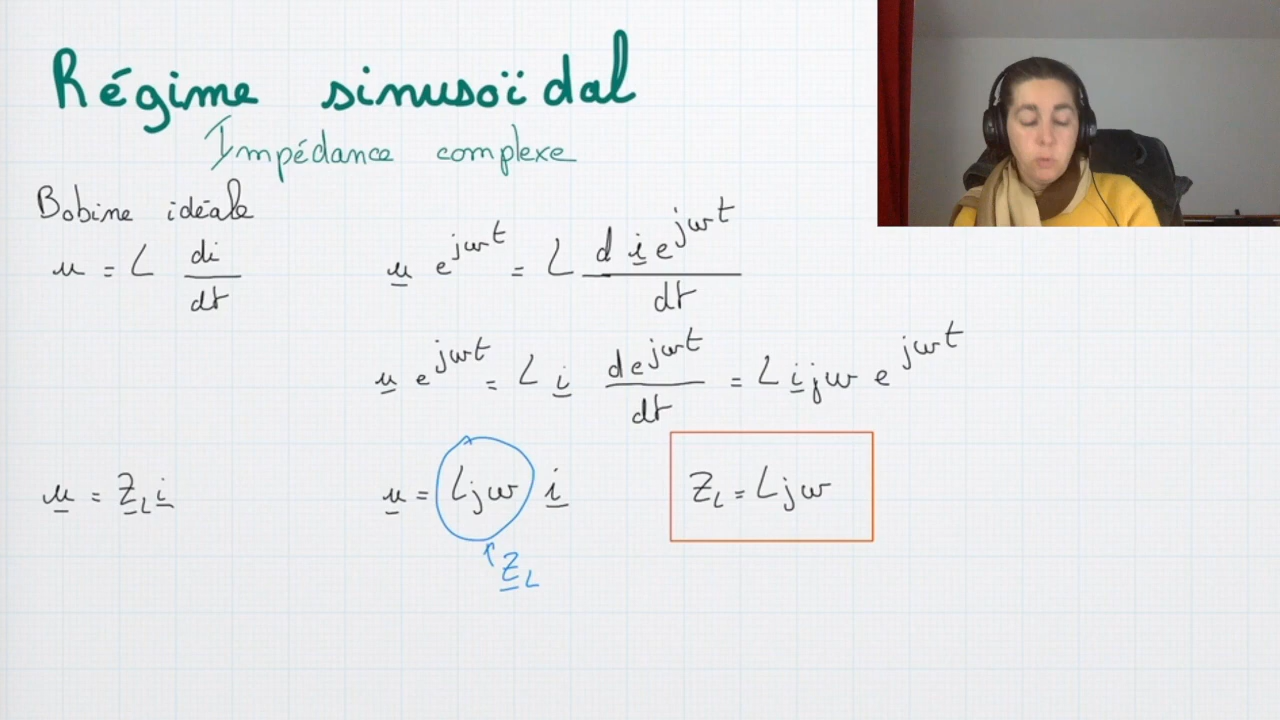 Régime sinusoïdal
Impédance complexe
Bobine idéale
u = L di/dt
u e^jωt = L d i e^jωt / dt
u e^jωt = L i de^jωt/dt = L i jω e^jωt
u = Z_L i
u = Ljω i
Z_L = Ljω
Z_L